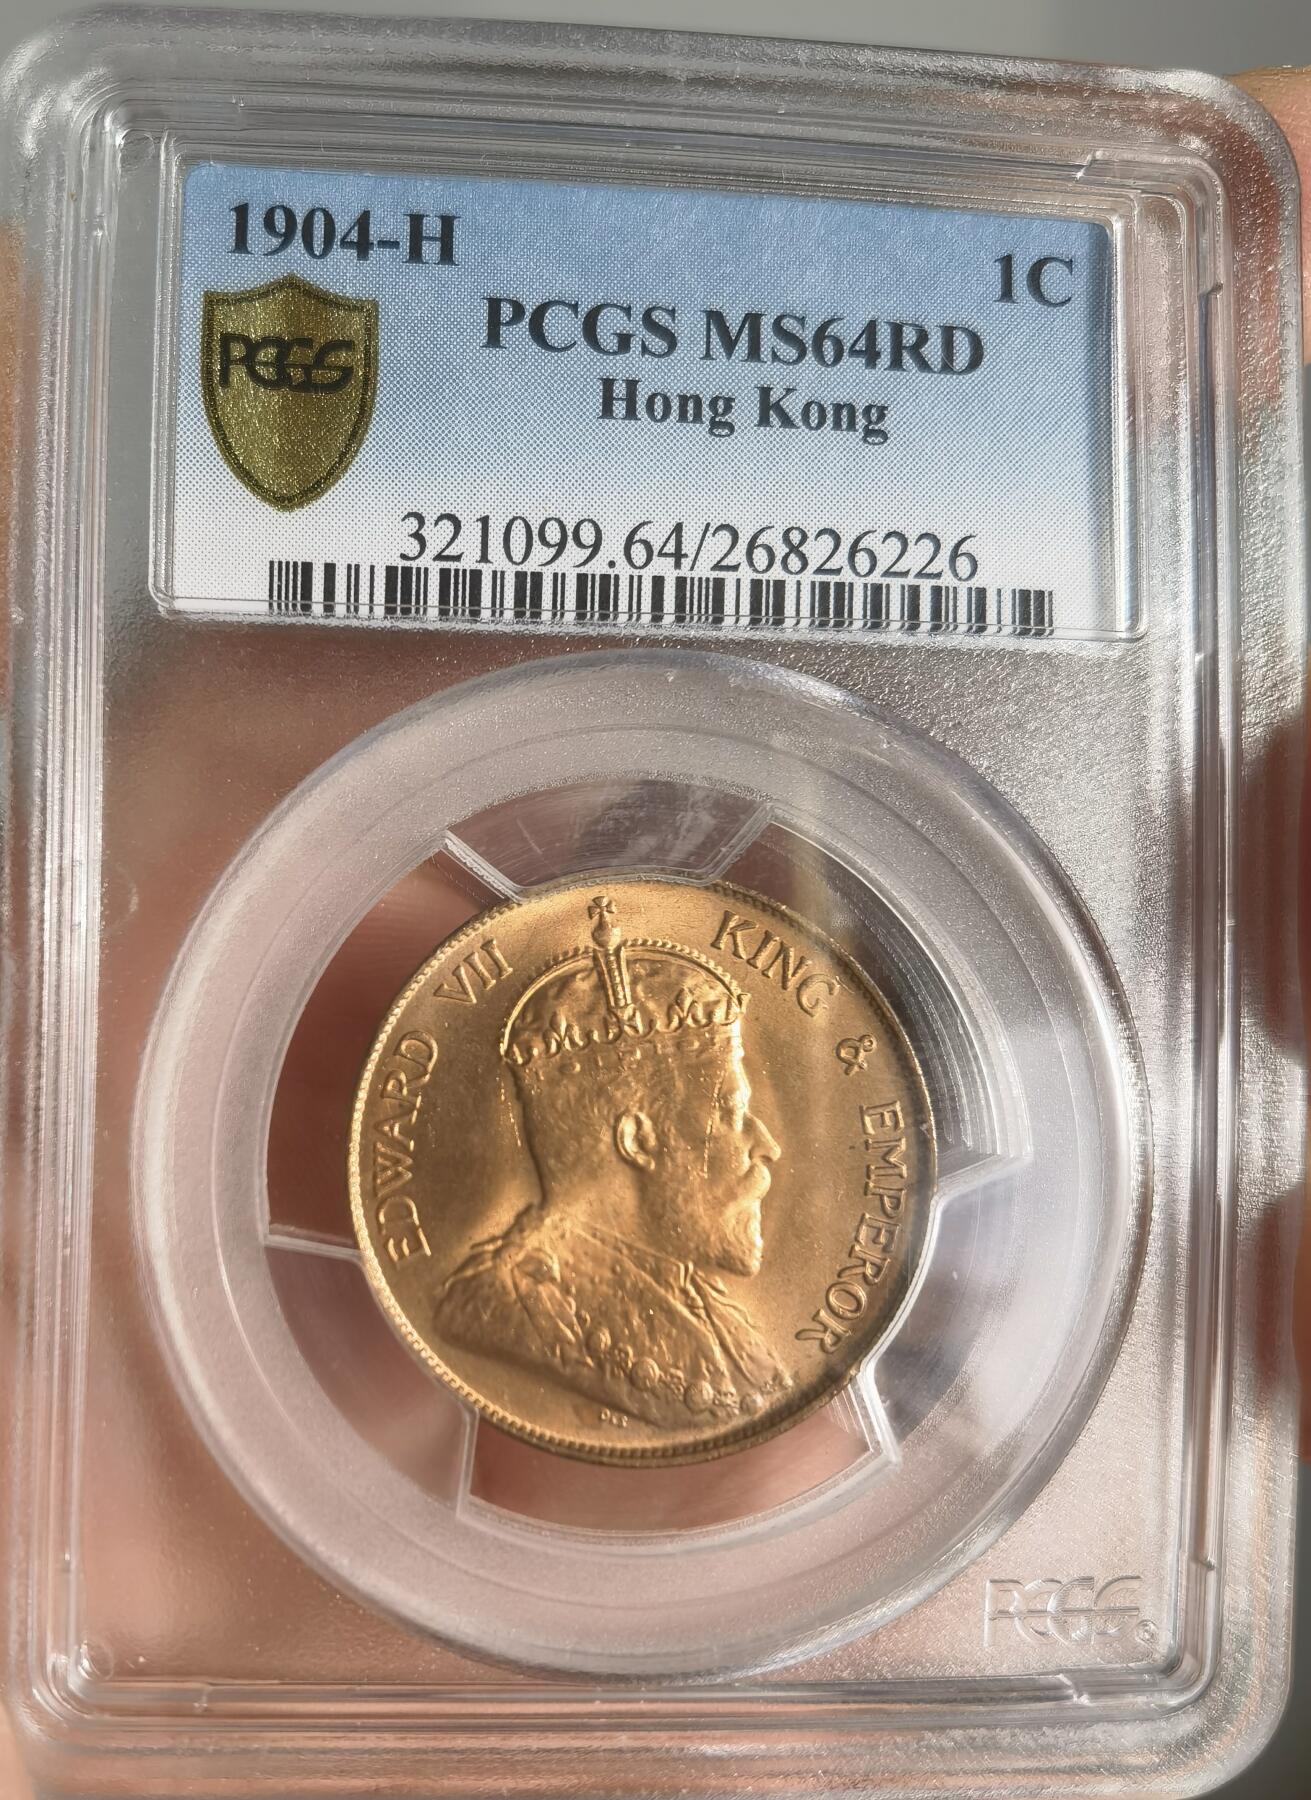 1904-H
1C
PCGS
PCGS MS64RD
Hong Kong
321099.64/26826226
EDWARD VII KING & EMPEROR
PCGS